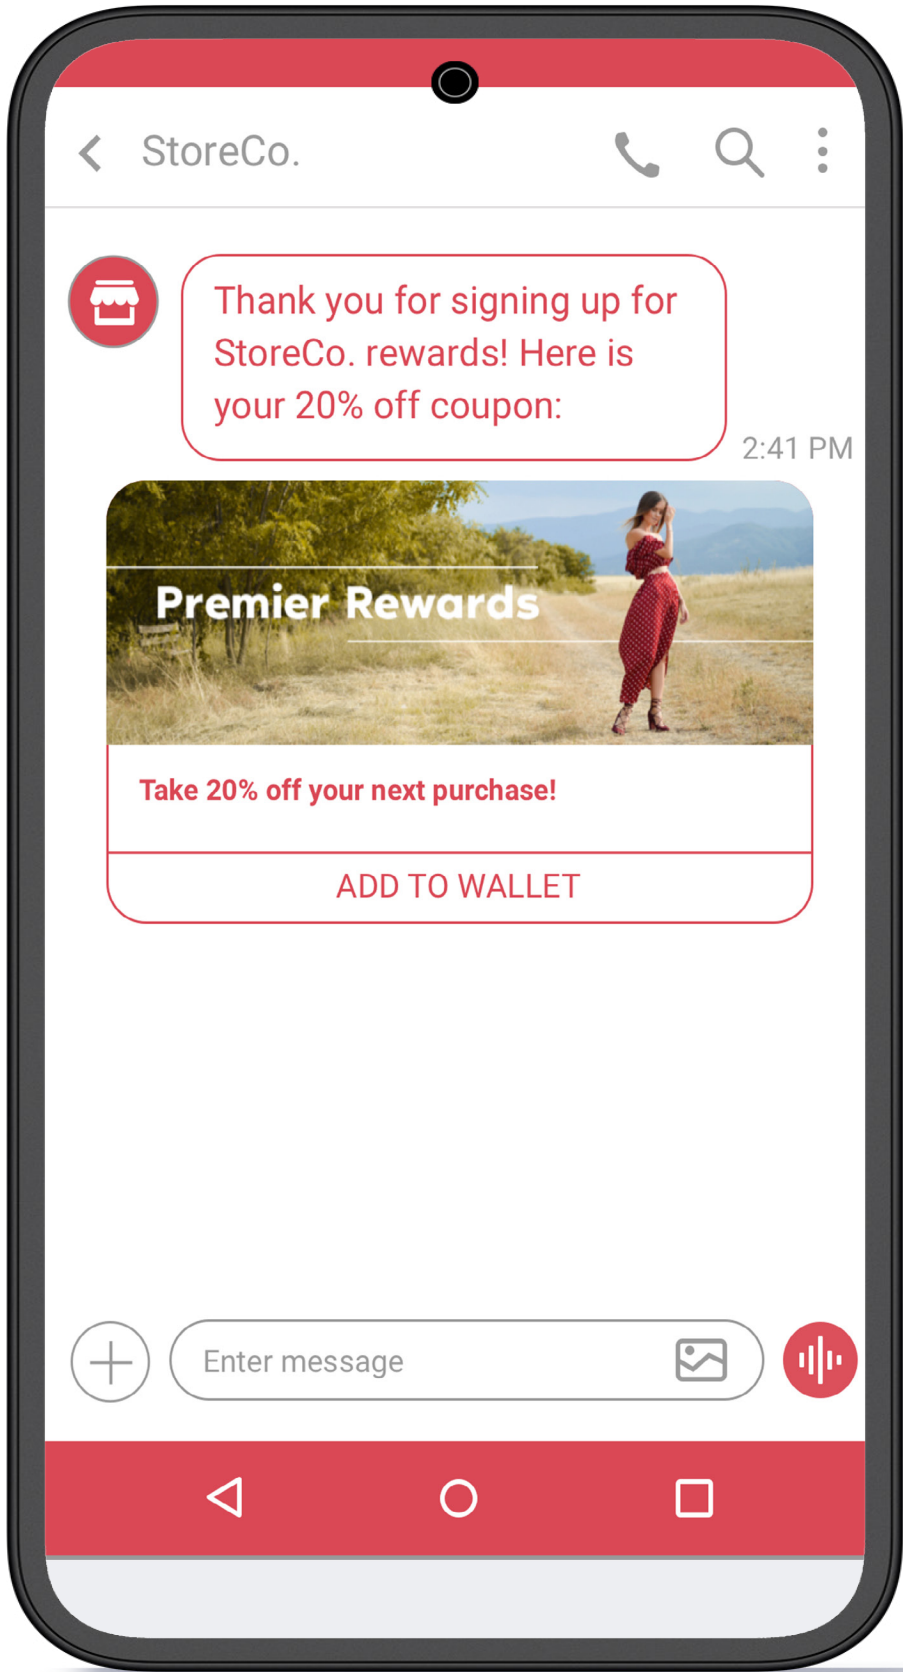 StoreCo.
Thank you for signing up for
StoreCo. rewards! Here is
your 20% off coupon:
2:41 PM
Premier Rewards
Take 20% off your next purchase!
ADD TO WALLET
Enter message